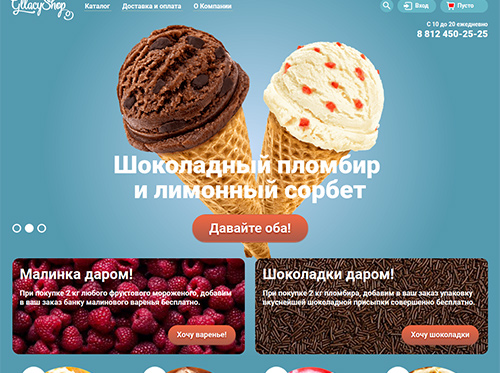 GllacyShop
Каталог Доставка и оплата О Компании
Вход
Пусто
С 10 до 20 ежедневно
8 812 450-25-25
Шоколадный пломбир
и лимонный сорбет
Давайте оба!
Малинка даром!
При покупке 2 кг любого фруктового мороженого, добавим
в ваш заказ банку малинового варенья бесплатно.
Хочу варенье!
Шоколадки даром!
При покупке 2 кг пломбира, добавим в ваш заказ упаковку
вкуснейшей шоколадной присыпки совершенно бесплатно.
Хочу шоколадки